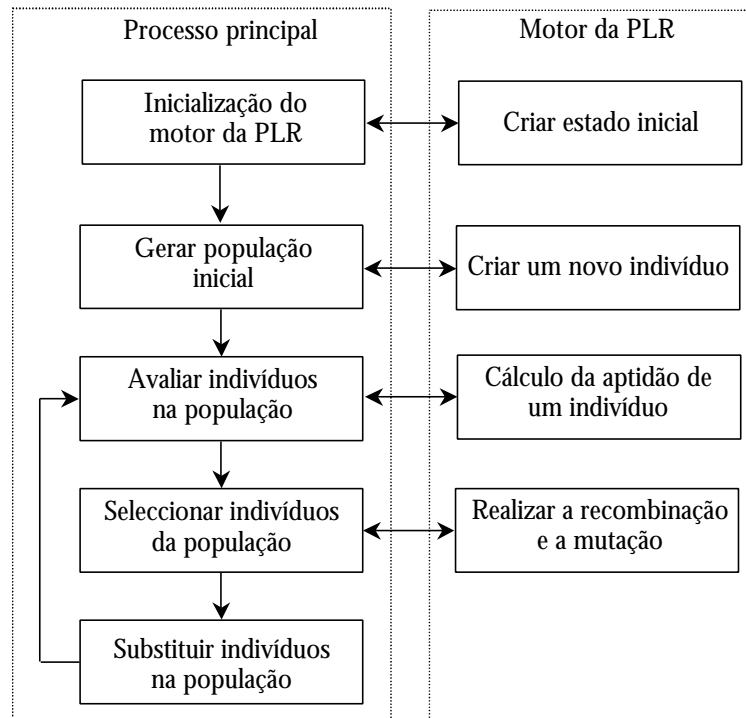 Processo principal
Motor da PLR
Inicialização do
motor da PLR
Criar estado inicial
Gerar população
inicial
Criar um novo indivíduo
Avaliar indivíduos
na população
Cálculo da aptidão de
um indivíduo
Seleccionar indivíduos
da população
Realizar a recombinação
e a mutação
Substituir indivíduos
na população